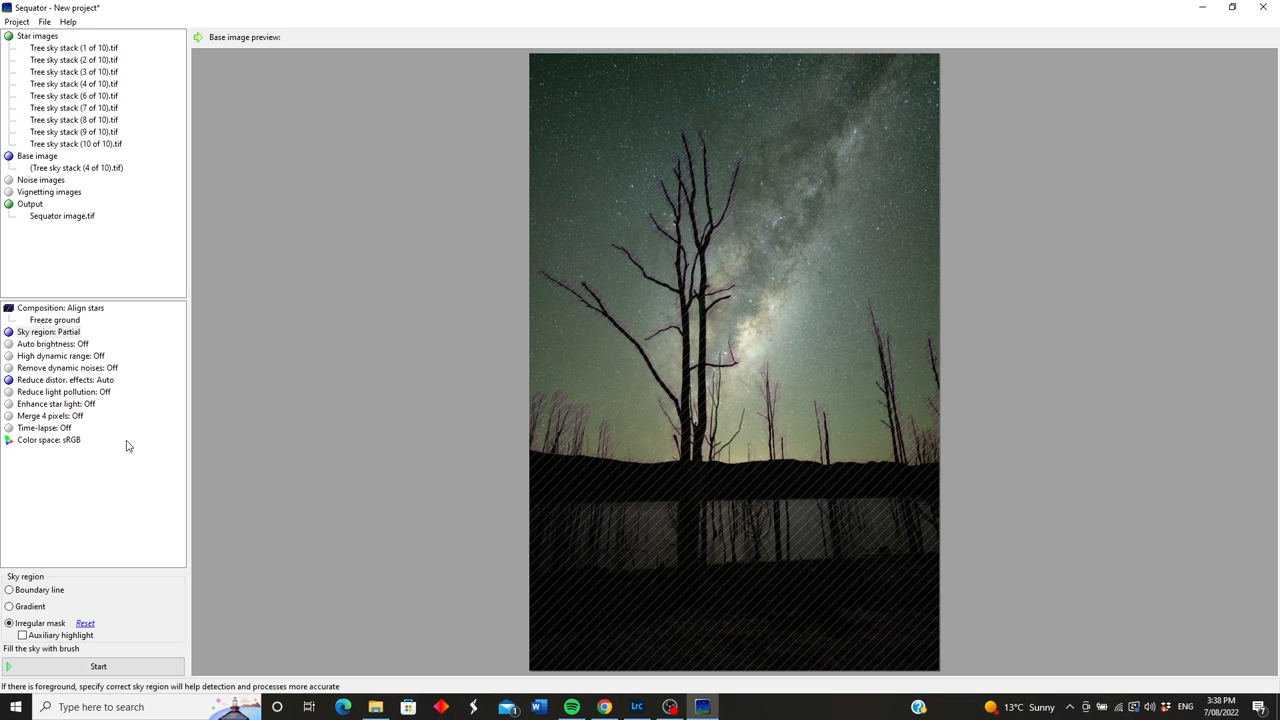 Sequator - New project*
Project File Help
Star images
Tree sky stack (1 of 10).tif
Tree sky stack (2 of 10).tif
Tree sky stack (3 of 10).tif
Tree sky stack (4 of 10).tif
Tree sky stack (6 of 10).tif
Tree sky stack (7 of 10).tif
Tree sky stack (8 of 10).tif
Tree sky stack (9 of 10).tif
Tree sky stack (10 of 10).tif
Base image
(Tree sky stack (4 of 10).tif)
Noise images
Vignetting images
Output
Sequator image.tif
Base image preview:
Composition: Align stars
Freeze ground
Sky region: Partial
Auto brightness: Off
High dynamic range: Off
Remove dynamic noises: Off
Reduce distor. effects: Auto
Reduce light pollution: Off
Enhance star light: Off
Merge 4 pixels: Off
Time-lapse: Off
Color space: sRGB
Sky region
Boundary line
Gradient
Irregular mask Reset
Auxiliary highlight
Fill the sky with brush
Start
If there is foreground, specify correct sky region will help detection and processes more accurate
Type here to search
LrC
13°C Sunny
ENG
3:38 PM
7/08/2022